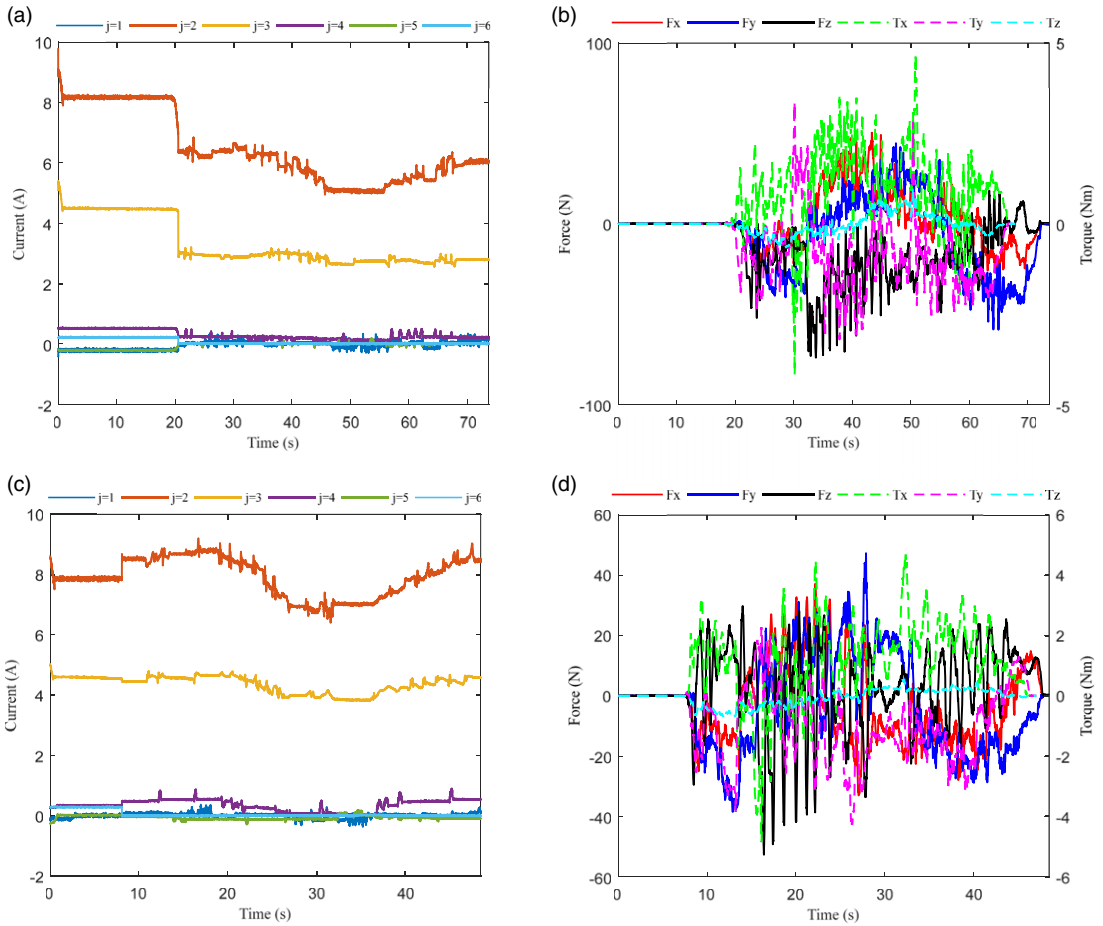 (a)
j=1 j=2 j=3 j=4 j=5 j=6
10
8
6
4
2
0
-2
Current (A)
0 10 20 30 40 50 60 70
Time (s)
(b)
Fx Fy Fz Tx Ty Tz
100
0
-100
Force (N)
5
0
-5
Torque (Nm)
0 10 20 30 40 50 60 70
Time (s)
(c)
j=1 j=2 j=3 j=4 j=5 j=6
10
8
6
4
2
0
-2
Current (A)
0 10 20 30 40
Time (s)
(d)
Fx Fy Fz Tx Ty Tz
60
40
20
0
-20
-40
-60
Force (N)
6
4
2
0
-2
-4
-6
Torque (Nm)
0 10 20 30 40
Time (s)